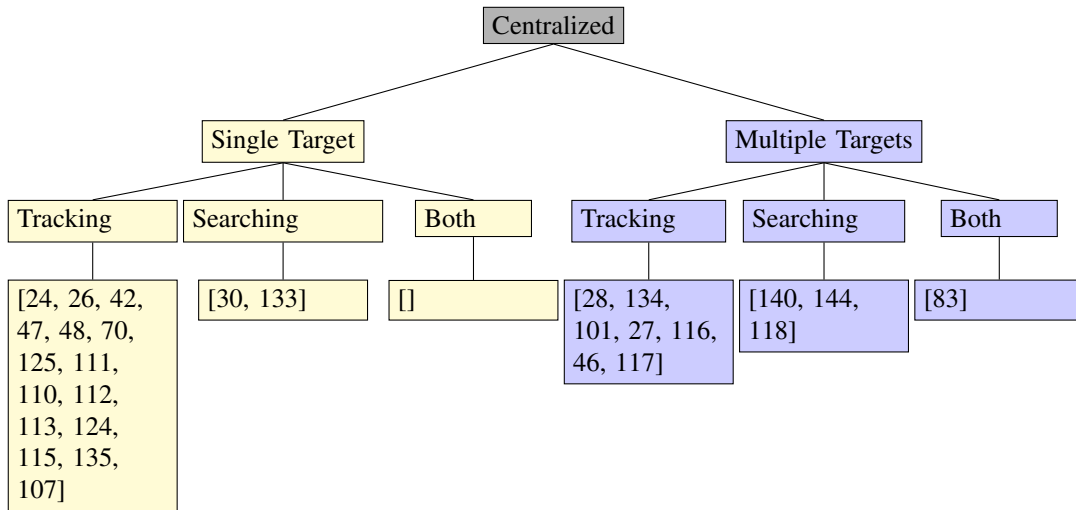 Centralized
Single Target
Multiple Targets
Tracking
Searching
Both
Tracking
Searching
Both
[24, 26, 42,
47, 48, 70,
125, 111,
110, 112,
113, 124,
115, 135,
107]
[30, 133]
[]
[28, 134,
101, 27, 116,
46, 117]
[140, 144,
118]
[83]